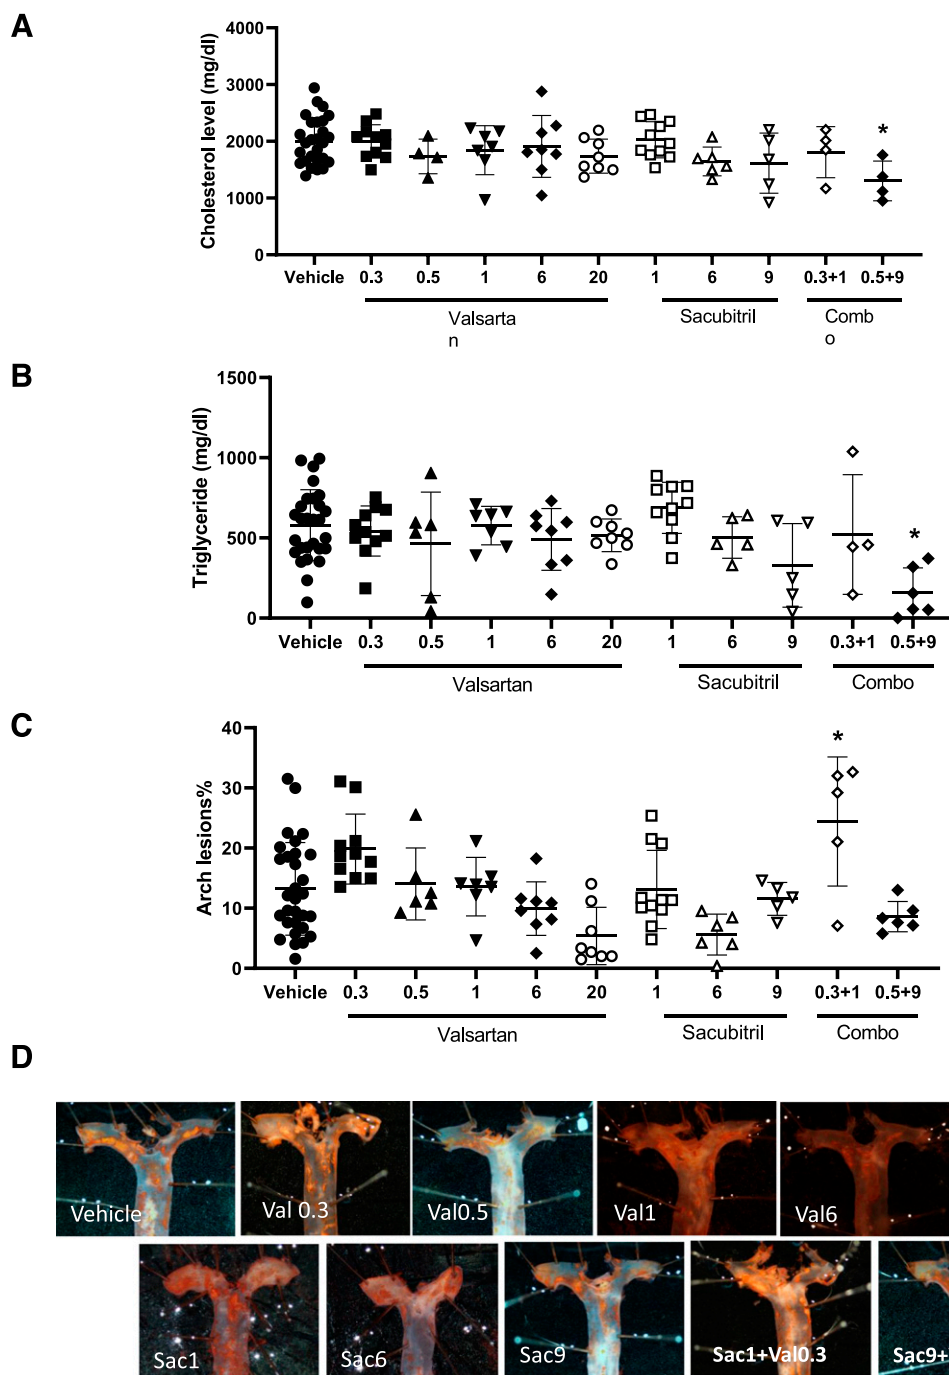 A
Cholesterol level (mg/dl)
4000
3000
2000
1000
0
*
Vehicle 0.3 0.5 1 6 20 1 6 9 0.3+1 0.5+9
Valsarta
n
Sacubitril
Comb
o
B
Triglyceride (mg/dl)
1500
1000
500
0
*
Vehicle 0.3 0.5 1 6 20 1 6 9 0.3+1 0.5+9
Valsartan Sacubitril Combo
C
Arch lesions%
40
30
20
10
0
*
Vehicle 0.3 0.5 1 6 20 1 6 9 0.3+1 0.5+9
Valsartan Sacubitril Combo
D
Vehicle Val 0.3 Val0.5 Val1 Val6
Sac1 Sac6 Sac9 Sac1+Val0.3 Sac9+